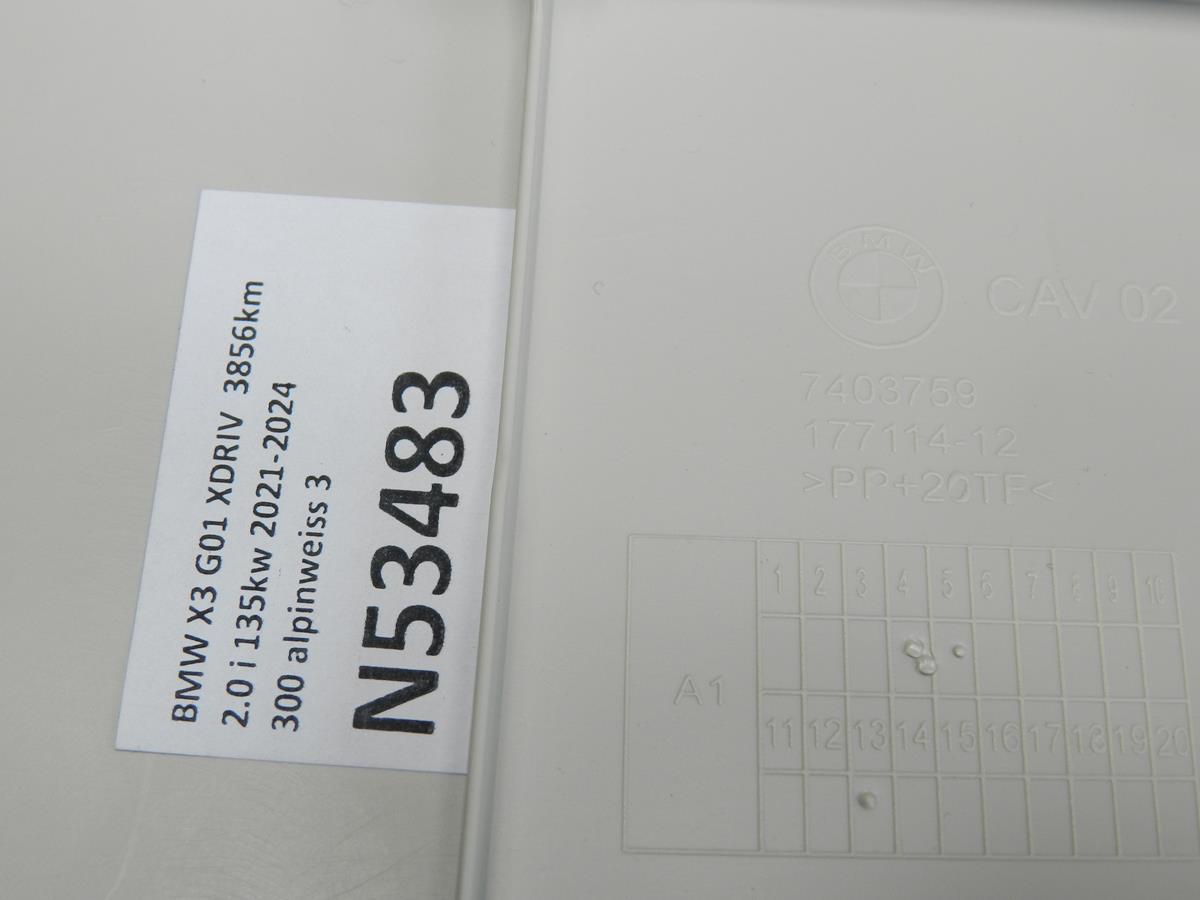 BMW X3 G01 XDRIV 3856km
2.0 i 135kw 2021-2024
300 alpinweiss 3
N53483
BMW
CAV 02
7403759
177114-12
>PP+20TF<
A1
1 2 3 4 5 6 7 8 9 10
11 12 13 14 15 16 17 18 19 20